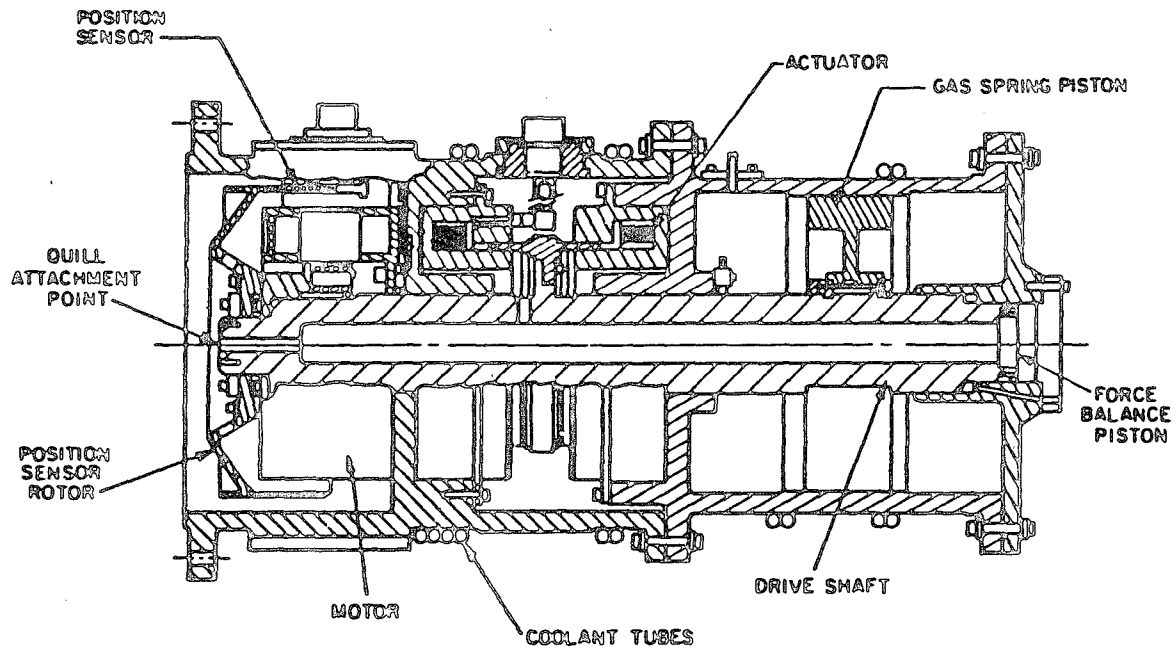 POSITION
SENSOR
ACTUATOR
GAS SPRING PISTON
QUILL
ATTACHMENT
POINT
FORCE
BALANCE
PISTON
POSITION
SENSOR
ROTOR
DRIVE SHAFT
MOTOR
COOLANT TUBES